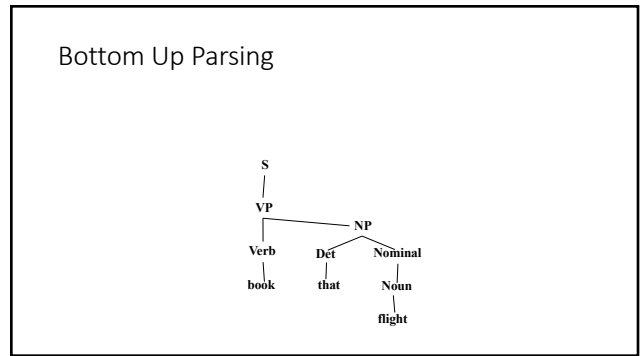 Bottom Up Parsing
S
VP
NP
Verb Det Nominal
book that Noun
flight